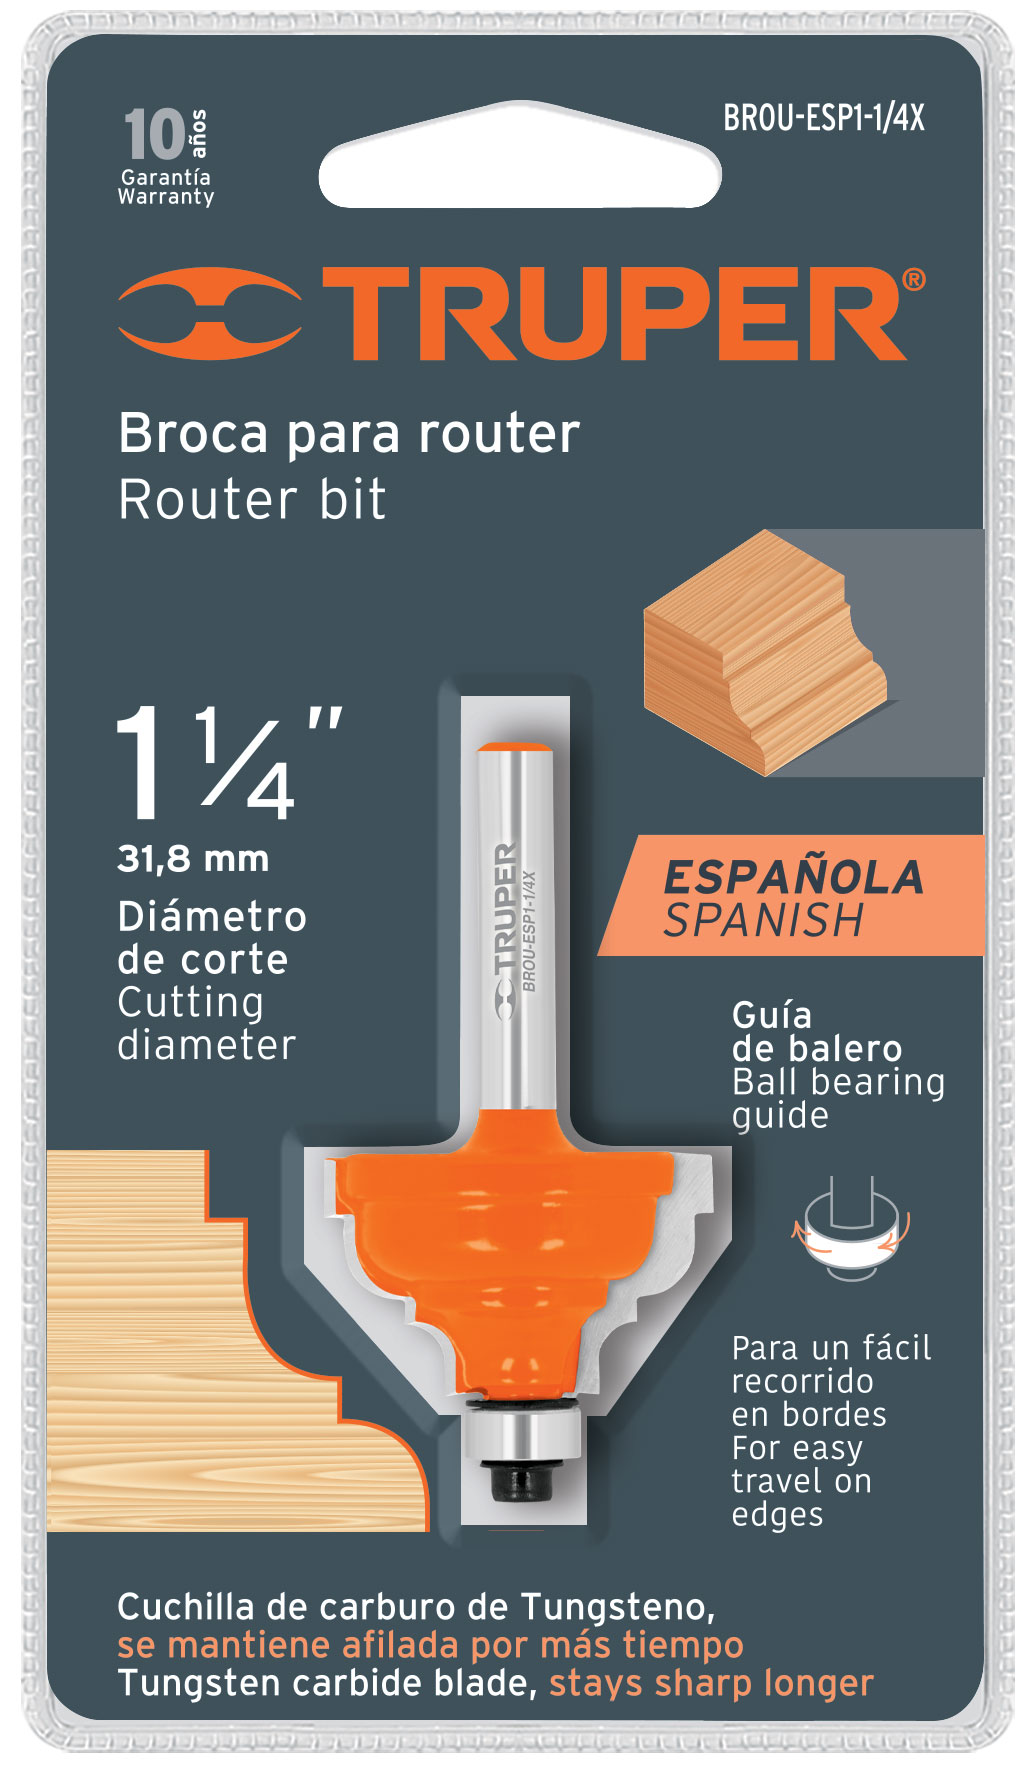 10 años
Garantía
Warranty
BROU-ESP1-1/4X
TRUPER®
Broca para router
Router bit
1 1/4"
31,8 mm
Diámetro
de corte
Cutting
diameter
TRUPER
BROU-ESP1-1/4X
ESPAÑOLA
SPANISH
Guía
de balero
Ball bearing
guide
Para un fácil
recorrido
en bordes
For easy
travel on
edges
Cuchilla de carburo de Tungsteno,
se mantiene afilada por más tiempo
Tungsten carbide blade, stays sharp longer